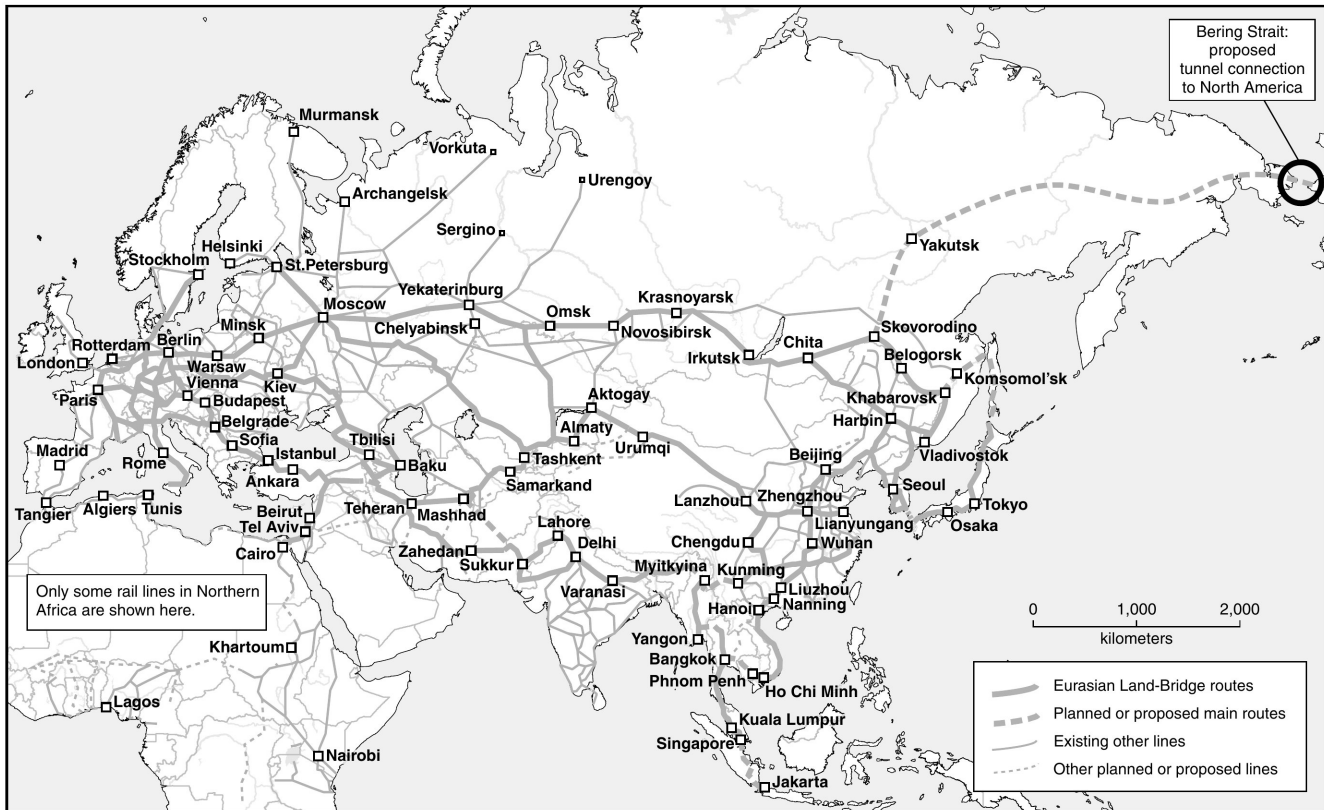 Bering Strait:
proposed
tunnel connection
to North America
Murmansk
Vorkuta
Urengoy
Archangelsk
Sergino
Yakutsk
Helsinki
Stockholm
St.Petersburg
Yekaterinburg
Krasnoyarsk
Moscow
Omsk
Chelyabinsk
Novosibirsk
Skovorodino
Minsk
Chita
Berlin
Rotterdam
Irkutsk
Belogorsk
London
Warsaw
Komsomol'sk
Vienna
Kiev
Paris
Aktogay
Khabarovsk
Budapest
Harbin
Belgrade
Almaty
Sofia
Tbilisi
Urumqi
Madrid
Istanbul
Vladivostok
Rome
Baku
Tashkent
Beijing
Ankara
Samarkand
Seoul
Lanzhou
Zhengzhou
Tokyo
Tangier
Algiers
Tunis
Beirut
Teheran
Mashhad
Lianyungang
Osaka
Tel Aviv
Lahore
Cairo
Zahedan
Delhi
Chengdu
Wuhan
Sukkur
Myitkyina
Kunming
Varanasi
Liuzhou
Nanning
Hanoi
Only some rail lines in Northern
Africa are shown here.
0 1,000 2,000
kilometers
Khartoum
Yangon
Bangkok
Phnom Penh
Ho Chi Minh
Lagos
Kuala Lumpur
Singapore
Nairobi
Jakarta
Eurasian Land-Bridge routes
Planned or proposed main routes
Existing other lines
Other planned or proposed lines